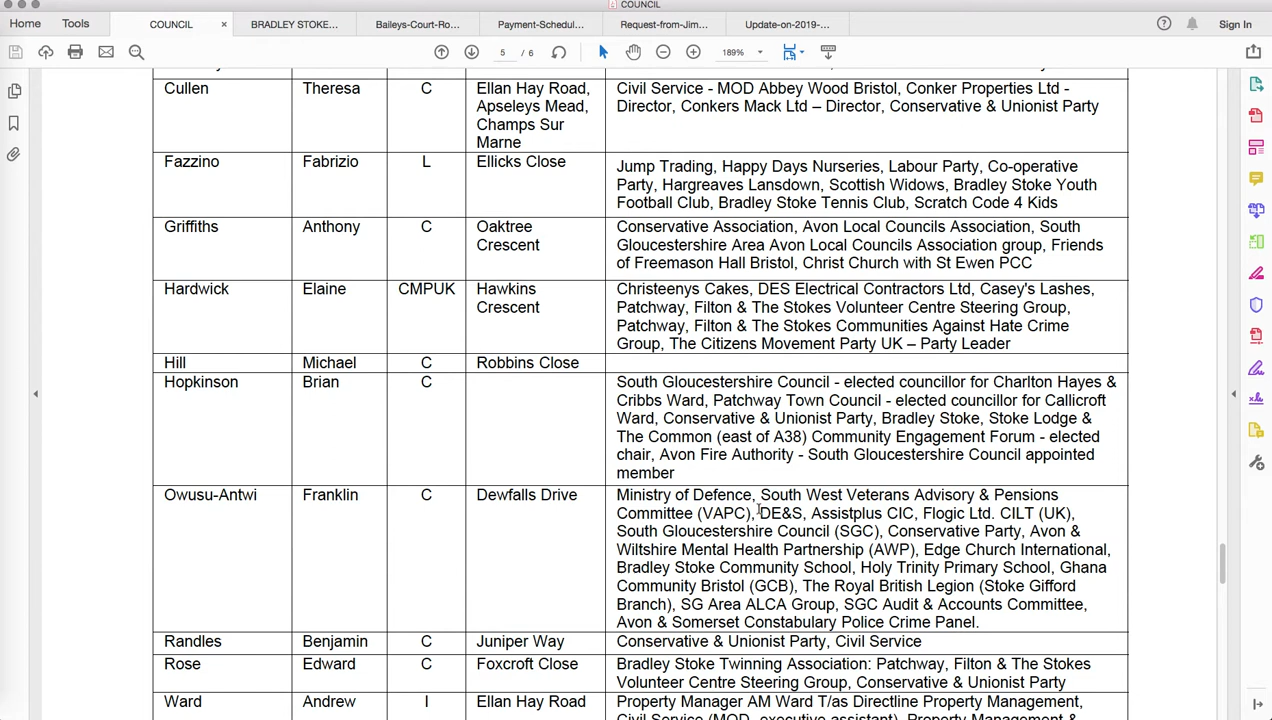 COUNCIL
Home
Tools
COUNCIL ×
BRADLEY STOKE...
Baileys-Court-Ro...
Payment-Schedul...
Request-from-Jim...
Update-on-2019-...
Sign In
5 / 6
189%
Cullen Theresa C Ellan Hay Road, Civil Service - MOD Abbey Wood Bristol, Conker Properties Ltd -
Apseleys Mead, Director, Conkers Mack Ltd – Director, Conservative & Unionist Party
Champs Sur
Marne
Fazzino Fabrizio L Ellicks Close Jump Trading, Happy Days Nurseries, Labour Party, Co-operative
Party, Hargreaves Lansdown, Scottish Widows, Bradley Stoke Youth
Football Club, Bradley Stoke Tennis Club, Scratch Code 4 Kids
Griffiths Anthony C Oaktree Conservative Association, Avon Local Councils Association, South
Crescent Gloucestershire Area Avon Local Councils Association group, Friends
of Freemason Hall Bristol, Christ Church with St Ewen PCC
Hardwick Elaine CMPUK Hawkins Christeenys Cakes, DES Electrical Contractors Ltd, Casey's Lashes,
Crescent Patchway, Filton & The Stokes Volunteer Centre Steering Group,
Patchway, Filton & The Stokes Communities Against Hate Crime
Group, The Citizens Movement Party UK – Party Leader
Hill Michael C Robbins Close
Hopkinson Brian C South Gloucestershire Council - elected councillor for Charlton Hayes &
Cribbs Ward, Patchway Town Council - elected councillor for Callicroft
Ward, Conservative & Unionist Party, Bradley Stoke, Stoke Lodge &
The Common (east of A38) Community Engagement Forum - elected
chair, Avon Fire Authority - South Gloucestershire Council appointed
member
Owusu-Antwi Franklin C Dewfalls Drive Ministry of Defence, South West Veterans Advisory & Pensions
Committee (VAPC), DE&S, Assistplus CIC, Flogic Ltd. CILT (UK),
South Gloucestershire Council (SGC), Conservative Party, Avon &
Wiltshire Mental Health Partnership (AWP), Edge Church International,
Bradley Stoke Community School, Holy Trinity Primary School, Ghana
Community Bristol (GCB), The Royal British Legion (Stoke Gifford
Branch), SG Area ALCA Group, SGC Audit & Accounts Committee,
Avon & Somerset Constabulary Police Crime Panel.
Randles Benjamin C Juniper Way Conservative & Unionist Party, Civil Service
Rose Edward C Foxcroft Close Bradley Stoke Twinning Association: Patchway, Filton & The Stokes
Volunteer Centre Steering Group, Conservative & Unionist Party
Ward Andrew I Ellan Hay Road Property Manager AM Ward T/as Directline Property Management,
Civil Service (MOD, executive assistant), Property Management &